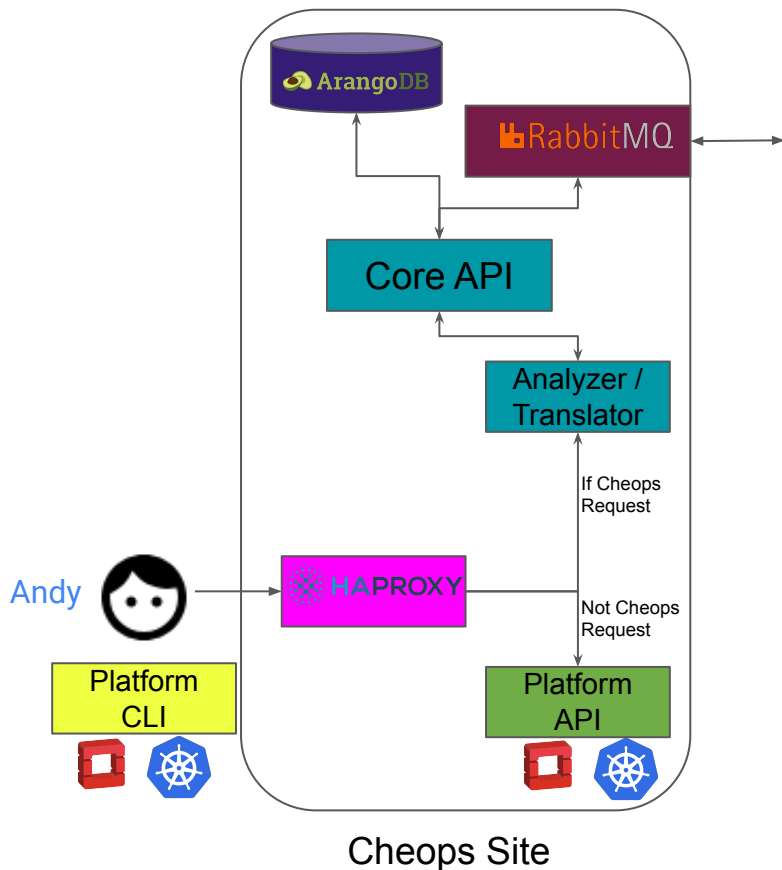 ArangoDB
RabbitMQ
Core API
Analyzer /
Translator
If Cheops
Request
Andy
HAPROXY
Not Cheops
Request
Platform
CLI
Platform
API
Cheops Site